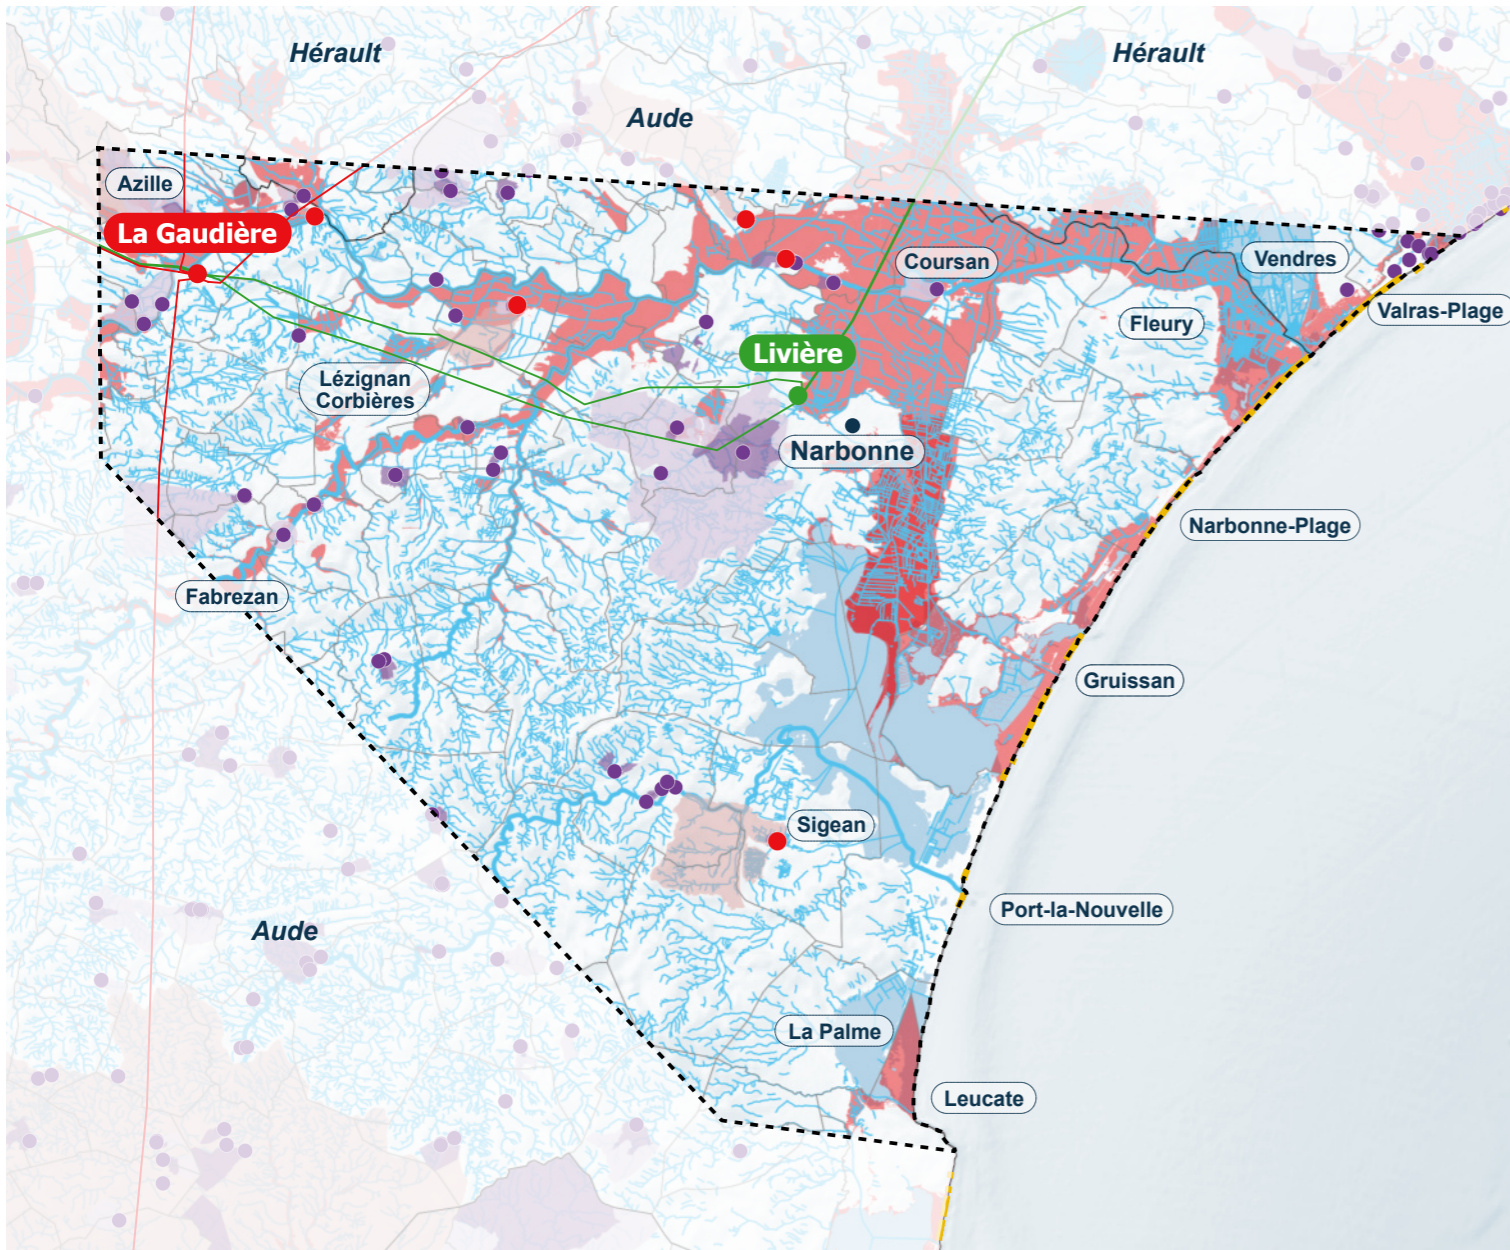 Hérault
Hérault
Aude
Azille
La Gaudière
Coursan
Vendres
Valras-Plage
Fleury
Livière
Lézignan
Corbières
Narbonne
Narbonne-Plage
Fabrezan
Gruissan
Sigean
Port-la-Nouvelle
Aude
La Palme
Leucate